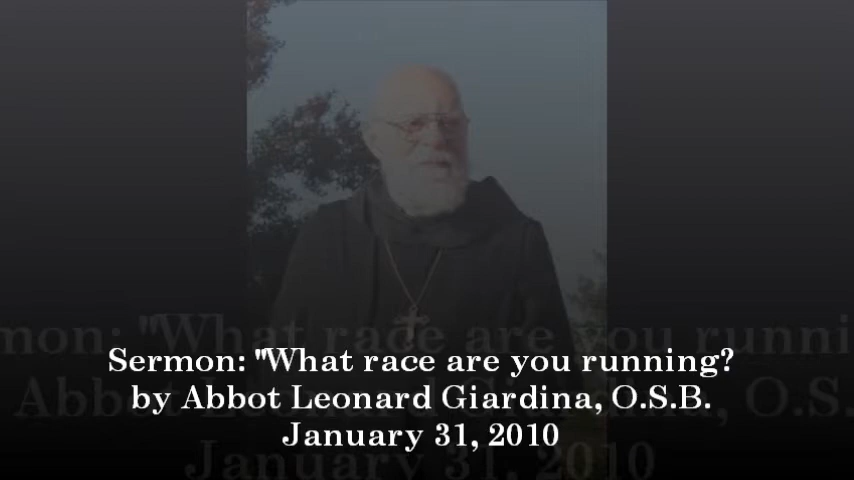 Sermon: "What race are you running?
by Abbot Leonard Giardina, O.S.B.
January 31, 2010